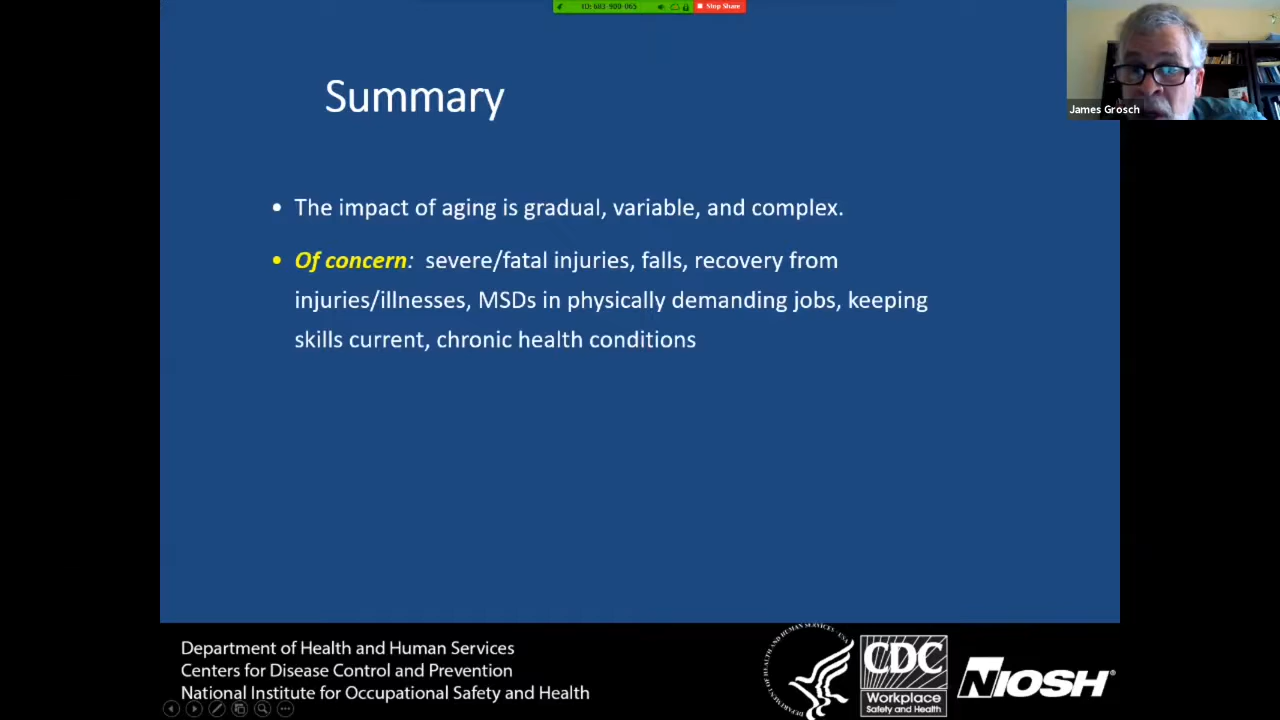 ID: 603-900-065
Stop Share
James Grosch
Summary
• The impact of aging is gradual, variable, and complex.
• Of concern: severe/fatal injuries, falls, recovery from
injuries/illnesses, MSDs in physically demanding jobs, keeping
skills current, chronic health conditions
Department of Health and Human Services
Centers for Disease Control and Prevention
National Institute for Occupational Safety and Health
CDC
Workplace
Safety and Health
NIOSH®